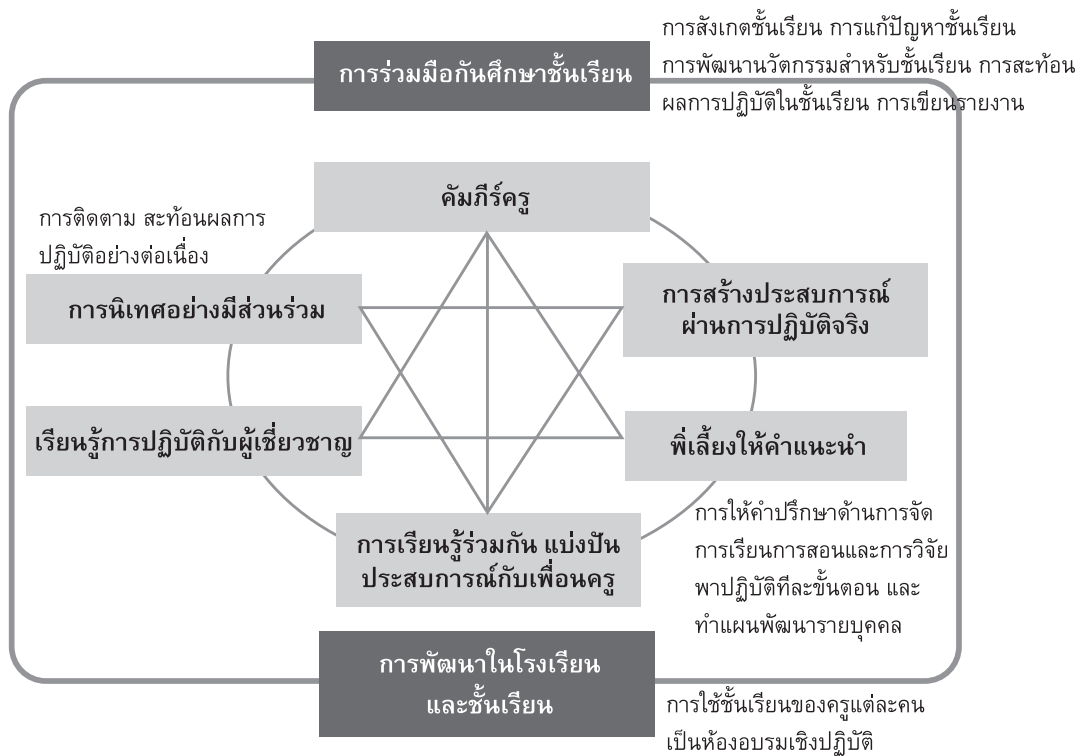 การสังเกตชั้นเรียน การแก้ปัญหาชั้นเรียน
การพัฒนานวัตกรรมสำหรับชั้นเรียน การสะท้อน
ผลการปฏิบัติในชั้นเรียน การเขียนรายงาน
การร่วมมือกันศึกษาชั้นเรียน
คัมภีร์ครู
การติดตาม สะท้อนผลการ
ปฏิบัติอย่างต่อเนื่อง
การนิเทศอย่างมีส่วนร่วม
การสร้างประสบการณ์
ผ่านการปฏิบัติจริง
เรียนรู้การปฏิบัติกับผู้เชี่ยวชาญ
พี่เลี้ยงให้คำแนะนำ
การเรียนรู้ร่วมกัน แบ่งปัน
ประสบการณ์กับเพื่อนครู
การให้คำปรึกษาด้านการจัด
การเรียนการสอนและการวิจัย
พาปฏิบัติทีละขั้นตอน และ
ทำแผนพัฒนารายบุคคล
การพัฒนาในโรงเรียน
และชั้นเรียน
การใช้ชั้นเรียนของครูแต่ละคน
เป็นห้องอบรมเชิงปฏิบัติ